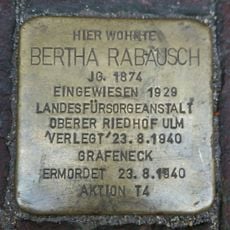 HIER WOHNTE
BERTHA RABAUSCH
JG. 1874
EINGEWIESEN 1929
LANDESFÜRSORGEANSTALT
OBERER RIEDHOF ULM
'VERLEGT' 23.8.1940
GRAFENECK
ERMORDET 23.8.1940
AKTION T4